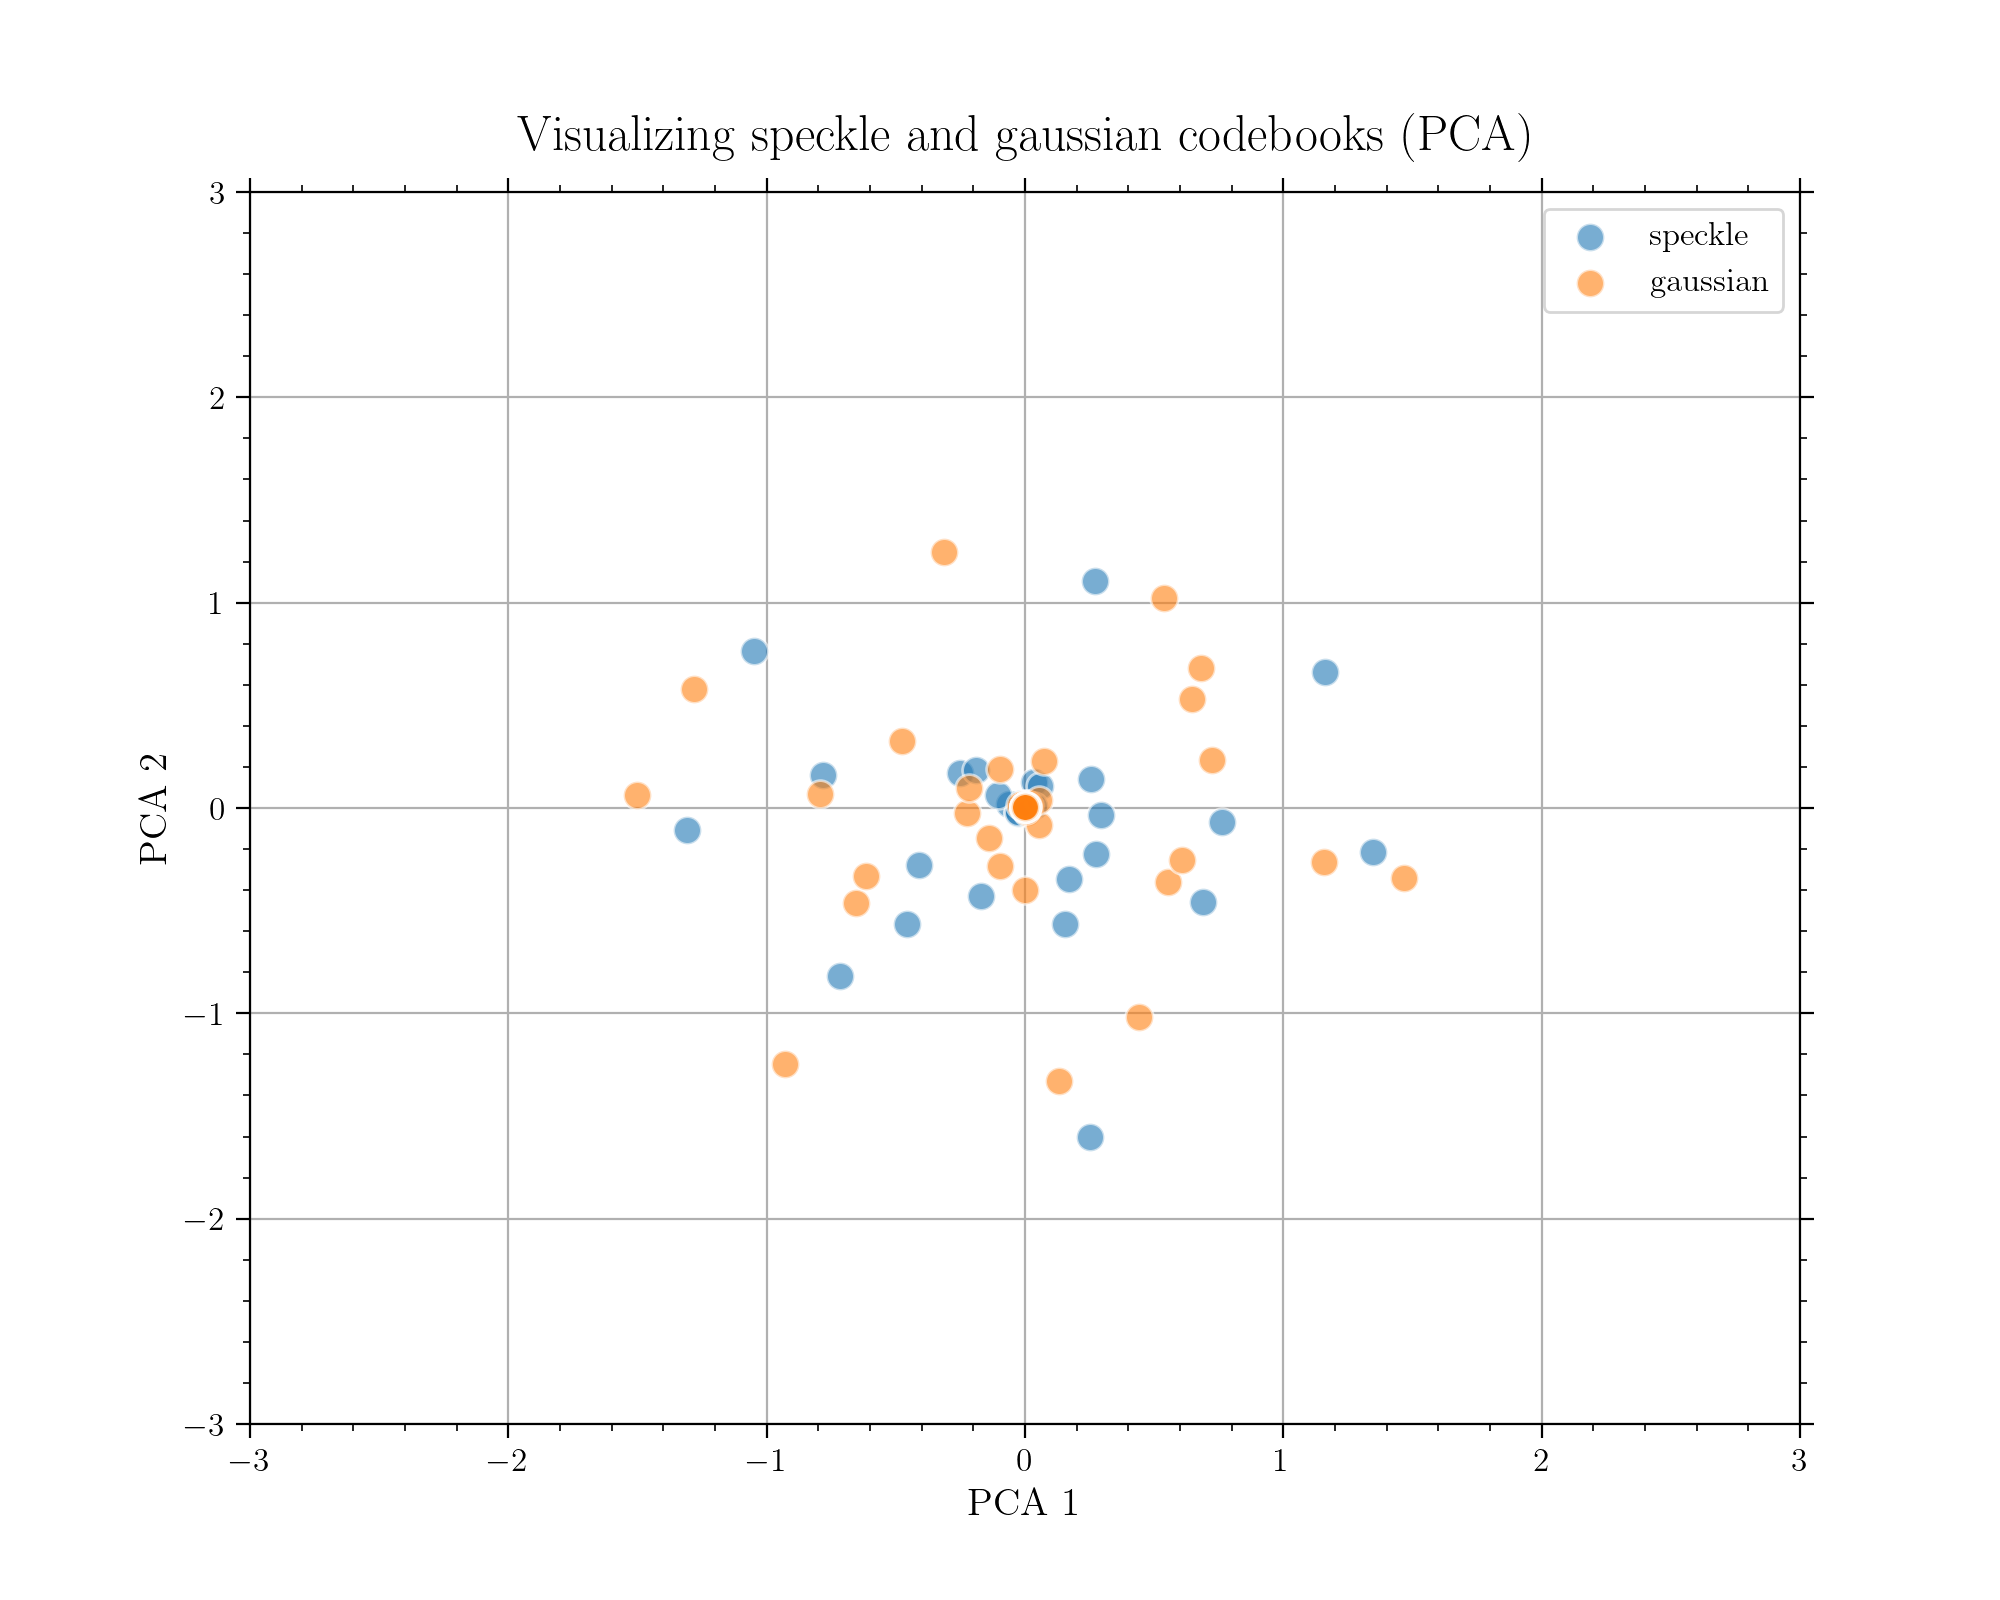 Visualizing speckle and gaussian codebooks (PCA)
speckle
gaussian
3
2
1
0
−1
−2
−3
PCA 2
−3 −2 −1 0 1 2 3
PCA 1